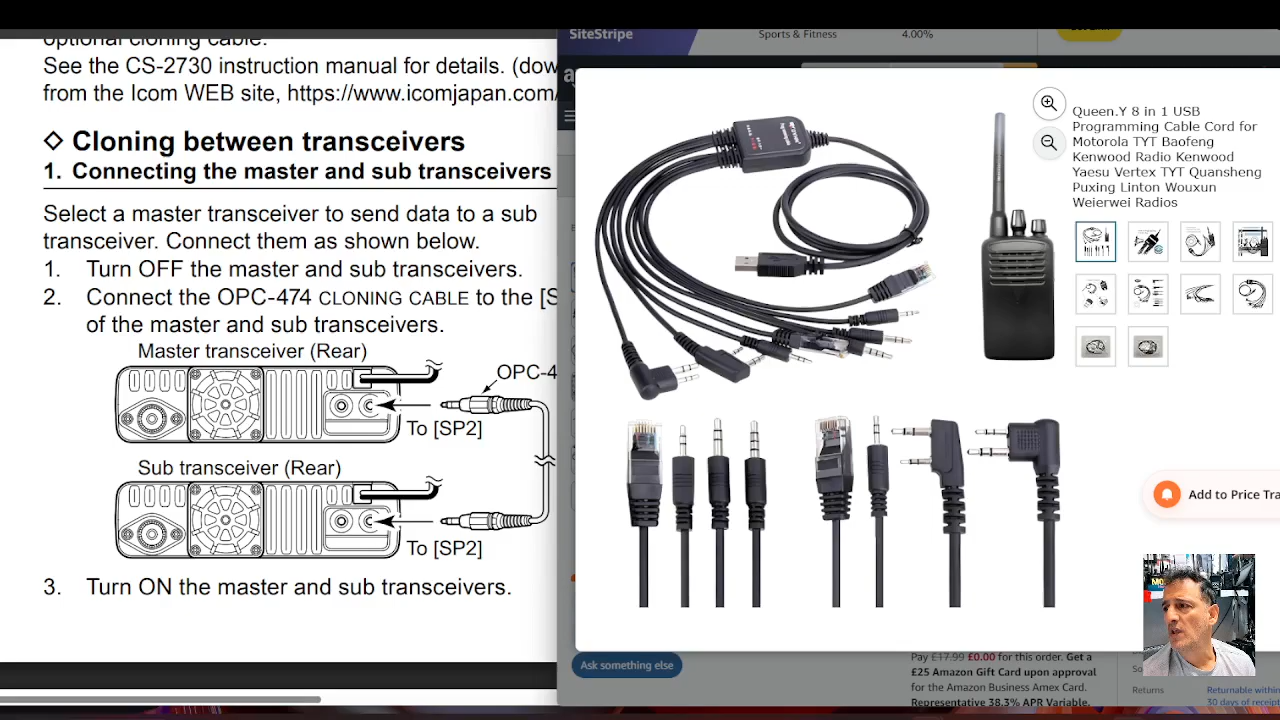 optional cloning cable.
See the CS-2730 instruction manual for details. (dow
from the Icom WEB site, https://www.icomjapan.com/
◇ Cloning between transceivers
1. Connecting the master and sub transceivers
Select a master transceiver to send data to a sub
transceiver. Connect them as shown below.
1. Turn OFF the master and sub transceivers.
2. Connect the OPC-474 CLONING CABLE to the [S
of the master and sub transceivers.
Master transceiver (Rear)
OPC-4
To [SP2]
Sub transceiver (Rear)
To [SP2]
3. Turn ON the master and sub transceivers.
SiteStripe
Sports & Fitness
4.00%
Queen.Y 8 in 1 USB
Programming Cable Cord for
Motorola TYT Baofeng
Kenwood Radio Kenwood
Yaesu Vertex TYT Quansheng
Puxing Linton Wouxun
Weierwei Radios
Add to Price Tra
Ask something else
Pay £17.99 £0.00 for this order. Get a
£25 Amazon Gift Card upon approval
for the Amazon Business Amex Card.
Representative 38.3% APR Variable.
So
Returns
Returnable within
30 days of receipt